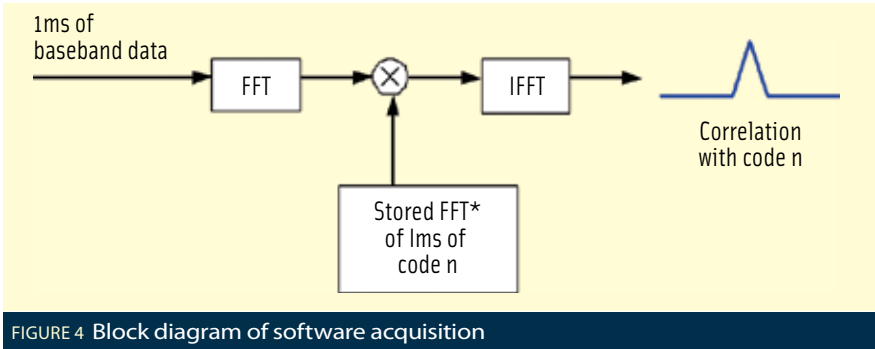 1ms of
baseband data
FFT
IFFT
Stored FFT*
of 1ms of
code n
Correlation
with code n
FIGURE 4 Block diagram of software acquisition